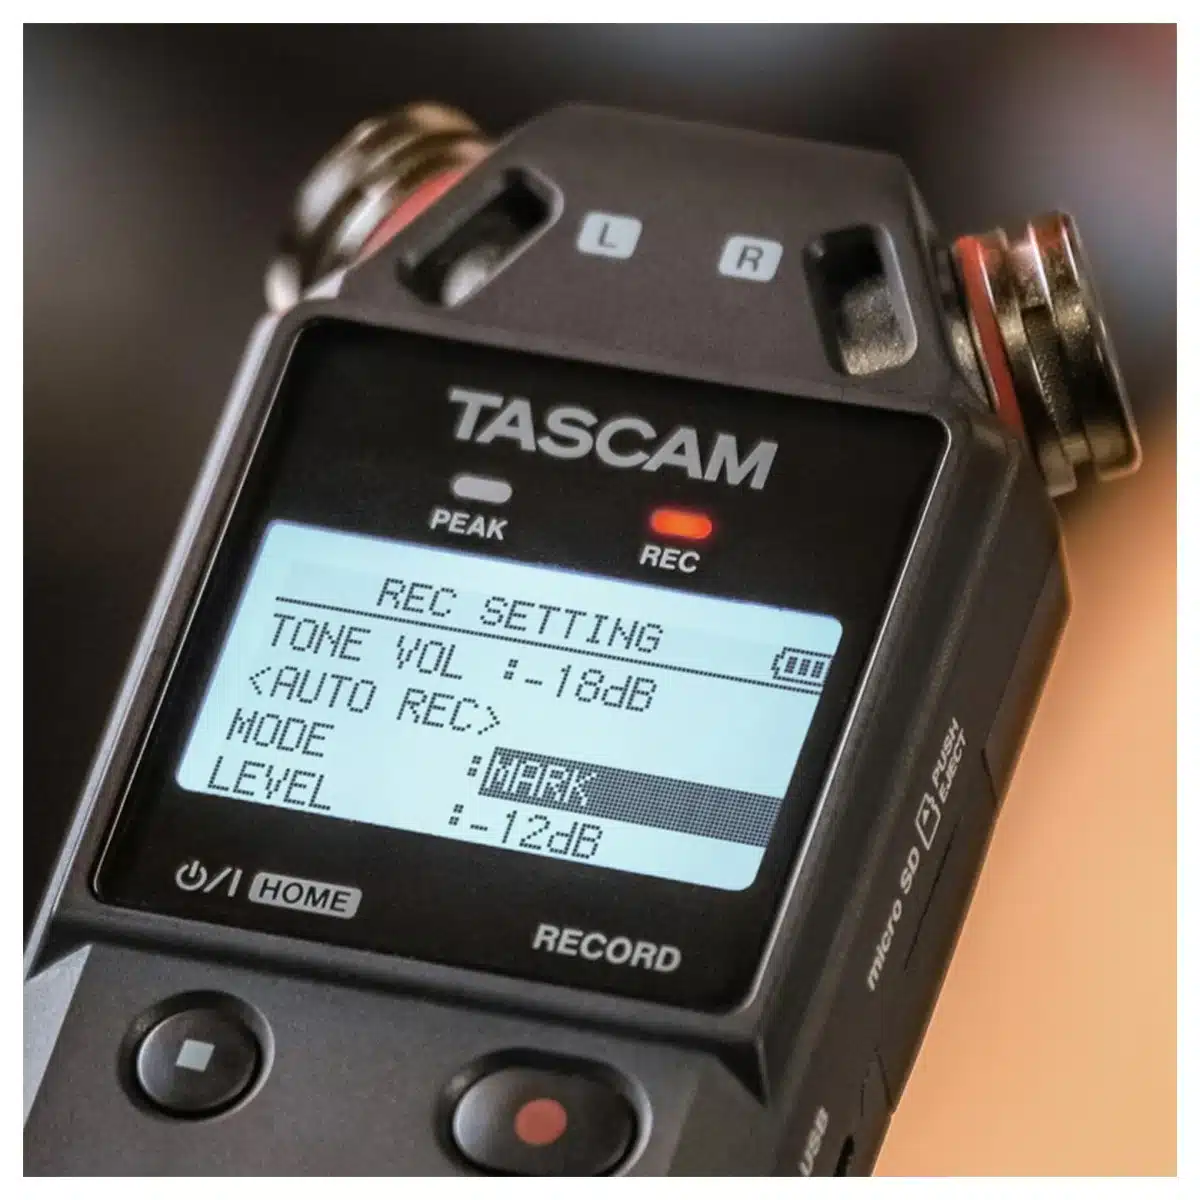 L R
TASCAM
PEAK REC
REC SETTING
TONE VOL :-18dB
<AUTO REC>
MODE :MARK
LEVEL :-12dB
⏻/I HOME
RECORD
micro SD PUSH
EJECT
USB